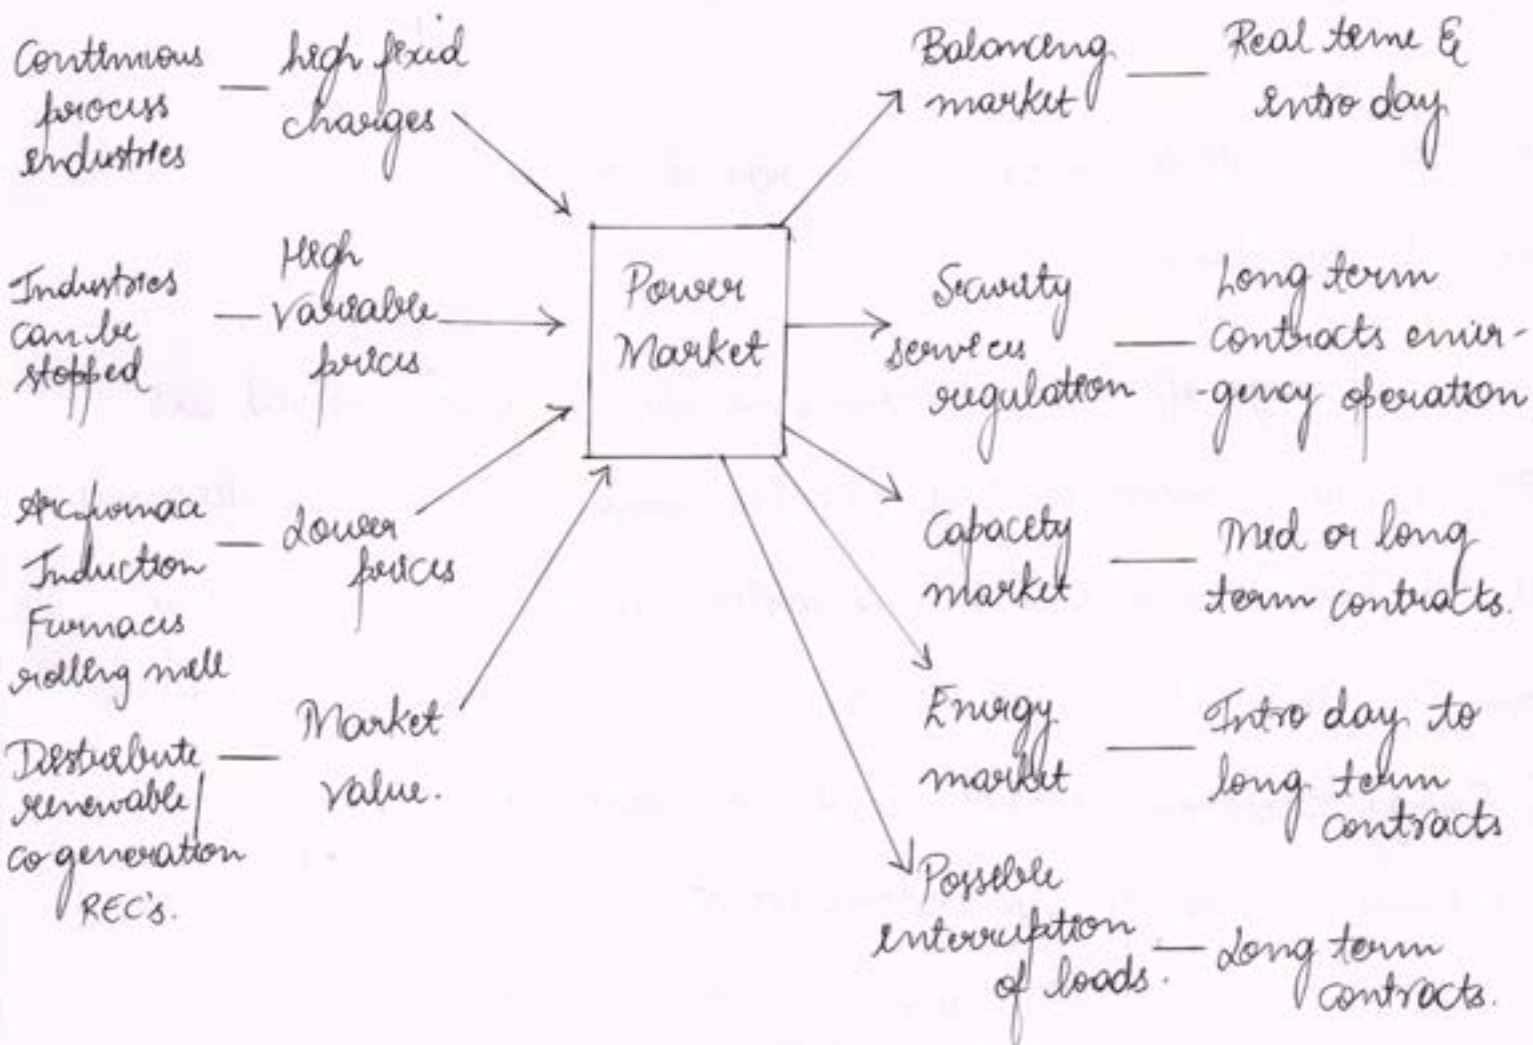 Continuous
process
industries
high fixed
charges
Industries
can be
stopped
High
variable
prices
Arc furnace
Induction
Furnaces
rolling mill
Lower
prices
Distribute
renewable/
co generation
REC's.
Market
value.
Power
Market
Balancing
market
Real time &
intro day
Security
services
regulation
Long term
contracts emer-
-gency operation
Capacity
market
Med or long
term contracts.
Energy
market
Intro day to
long term
contracts
Possible
interruption
of loads.
Long term
contracts.